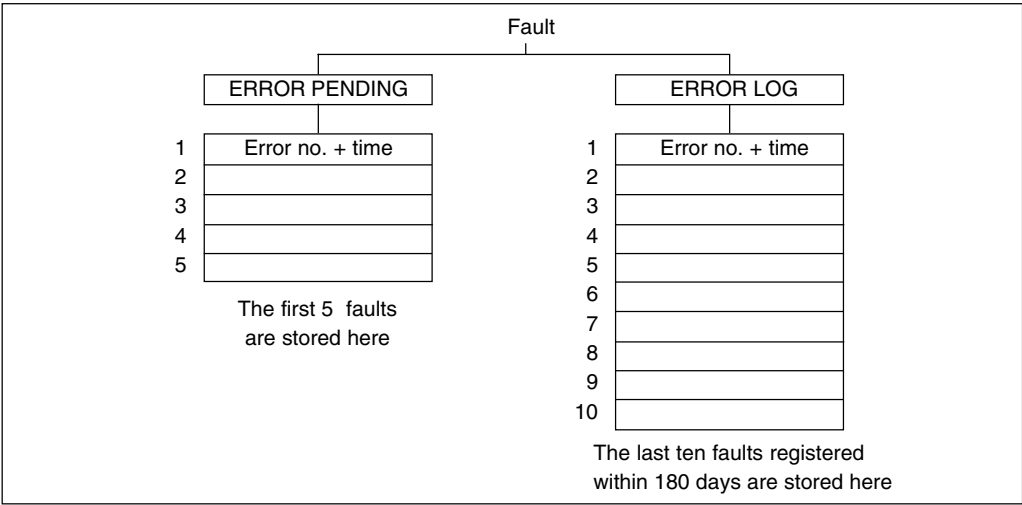 Fault
ERROR PENDING
1 Error no. + time
2
3
4
5
The first 5 faults
are stored here
ERROR LOG
1 Error no. + time
2
3
4
5
6
7
8
9
10
The last ten faults registered
within 180 days are stored here